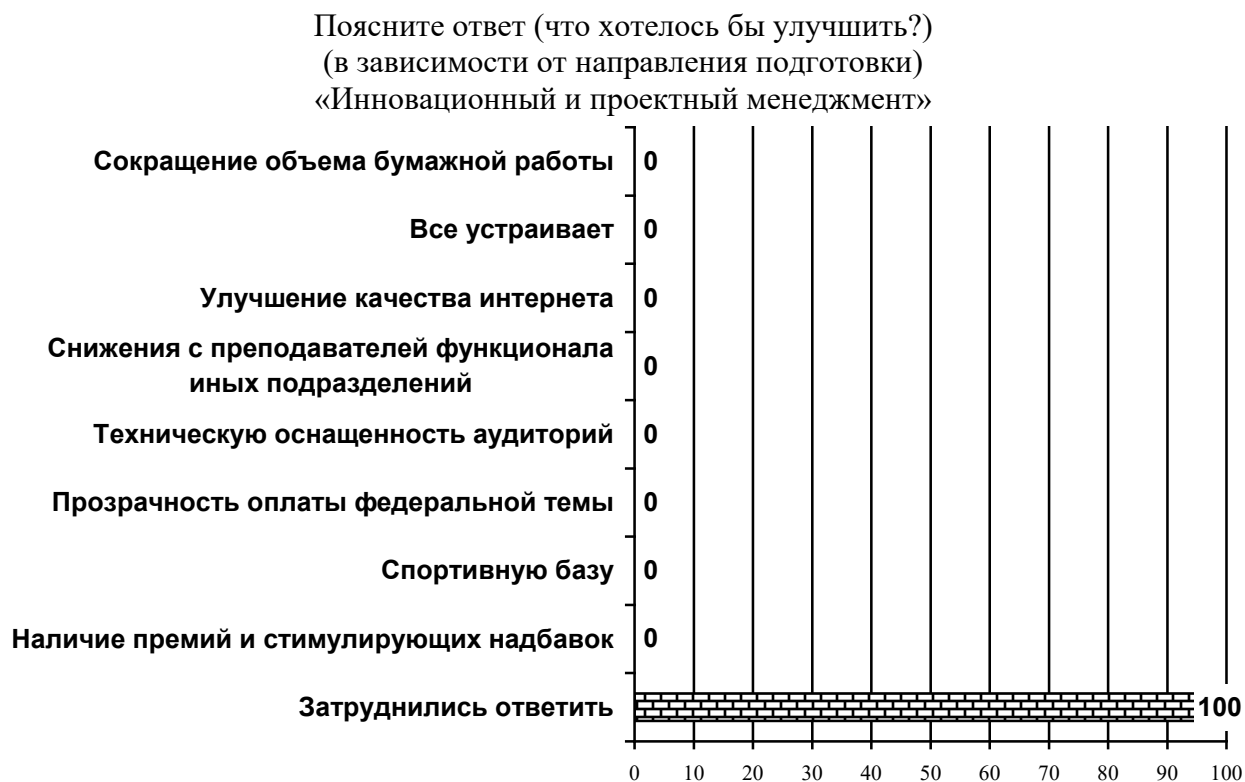 Поясните ответ (что хотелось бы улучшить?)
(в зависимости от направления подготовки)
«Инновационный и проектный менеджмент»
Сокращение объема бумажной работы 0
Все устраивает 0
Улучшение качества интернета 0
Снижения с преподавателей функционала
иных подразделений 0
Техническую оснащенность аудиторий 0
Прозрачность оплаты федеральной темы 0
Спортивную базу 0
Наличие премий и стимулирующих надбавок 0
Затруднились ответить 100
0 10 20 30 40 50 60 70 80 90 100